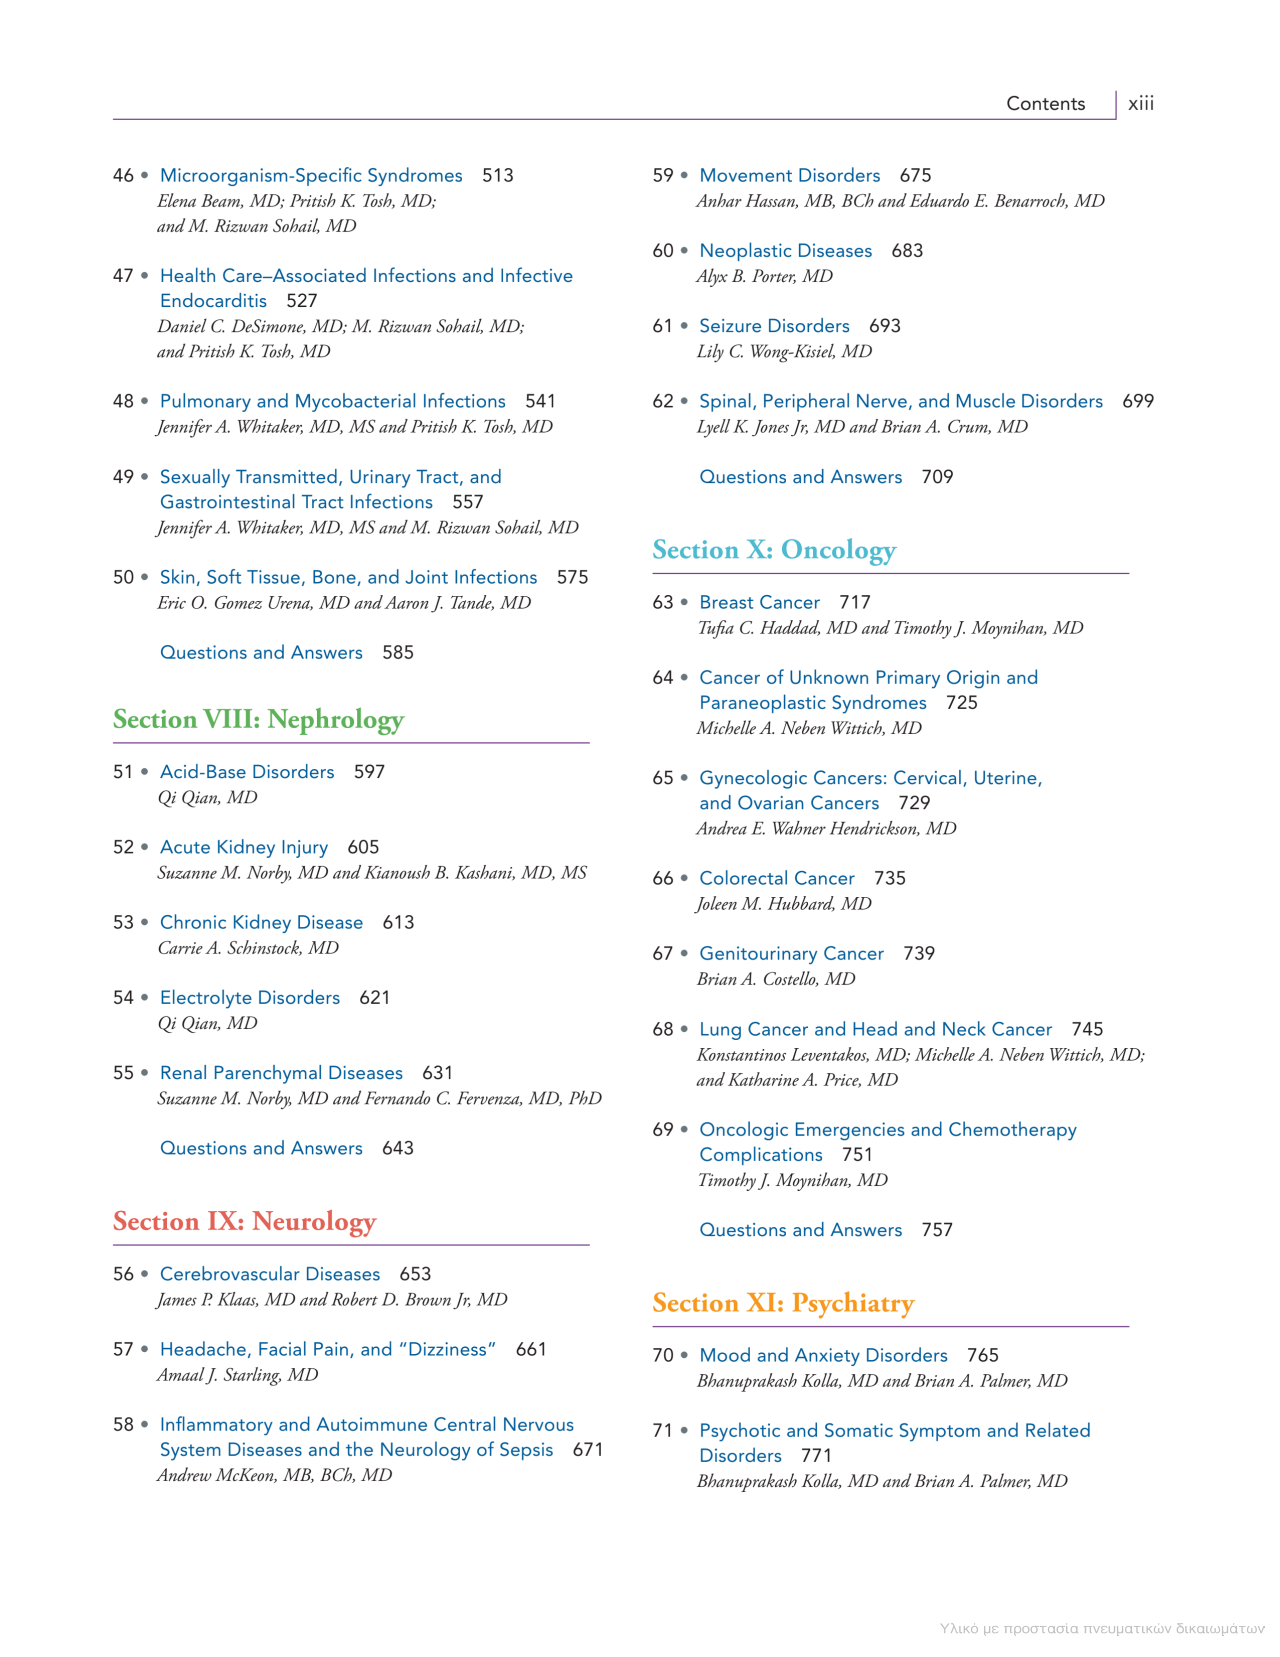 Contents xiii
46 • Microorganism-Specific Syndromes 513
Elena Beam, MD; Pritish K. Tosh, MD;
and M. Rizwan Sohail, MD
47 • Health Care–Associated Infections and Infective
Endocarditis 527
Daniel C. DeSimone, MD; M. Rizwan Sohail, MD;
and Pritish K. Tosh, MD
48 • Pulmonary and Mycobacterial Infections 541
Jennifer A. Whitaker, MD, MS and Pritish K. Tosh, MD
49 • Sexually Transmitted, Urinary Tract, and
Gastrointestinal Tract Infections 557
Jennifer A. Whitaker, MD, MS and M. Rizwan Sohail, MD
50 • Skin, Soft Tissue, Bone, and Joint Infections 575
Eric O. Gomez Urena, MD and Aaron J. Tande, MD
Questions and Answers 585
Section VIII: Nephrology
51 • Acid-Base Disorders 597
Qi Qian, MD
52 • Acute Kidney Injury 605
Suzanne M. Norby, MD and Kianoush B. Kashani, MD, MS
53 • Chronic Kidney Disease 613
Carrie A. Schinstock, MD
54 • Electrolyte Disorders 621
Qi Qian, MD
55 • Renal Parenchymal Diseases 631
Suzanne M. Norby, MD and Fernando C. Fervenza, MD, PhD
Questions and Answers 643
Section IX: Neurology
56 • Cerebrovascular Diseases 653
James P. Klaas, MD and Robert D. Brown Jr, MD
57 • Headache, Facial Pain, and “Dizziness” 661
Amaal J. Starling, MD
58 • Inflammatory and Autoimmune Central Nervous
System Diseases and the Neurology of Sepsis 671
Andrew McKeon, MB, BCh, MD
59 • Movement Disorders 675
Anhar Hassan, MB, BCh and Eduardo E. Benarroch, MD
60 • Neoplastic Diseases 683
Alyx B. Porter, MD
61 • Seizure Disorders 693
Lily C. Wong-Kisiel, MD
62 • Spinal, Peripheral Nerve, and Muscle Disorders 699
Lyell K. Jones Jr, MD and Brian A. Crum, MD
Questions and Answers 709
Section X: Oncology
63 • Breast Cancer 717
Tufia C. Haddad, MD and Timothy J. Moynihan, MD
64 • Cancer of Unknown Primary Origin and
Paraneoplastic Syndromes 725
Michelle A. Neben Wittich, MD
65 • Gynecologic Cancers: Cervical, Uterine,
and Ovarian Cancers 729
Andrea E. Wahner Hendrickson, MD
66 • Colorectal Cancer 735
Joleen M. Hubbard, MD
67 • Genitourinary Cancer 739
Brian A. Costello, MD
68 • Lung Cancer and Head and Neck Cancer 745
Konstantinos Leventakos, MD; Michelle A. Neben Wittich, MD;
and Katharine A. Price, MD
69 • Oncologic Emergencies and Chemotherapy
Complications 751
Timothy J. Moynihan, MD
Questions and Answers 757
Section XI: Psychiatry
70 • Mood and Anxiety Disorders 765
Bhanuprakash Kolla, MD and Brian A. Palmer, MD
71 • Psychotic and Somatic Symptom and Related
Disorders 771
Bhanuprakash Kolla, MD and Brian A. Palmer, MD
Υλικό με προστασία πνευματικών δικαιωμάτων